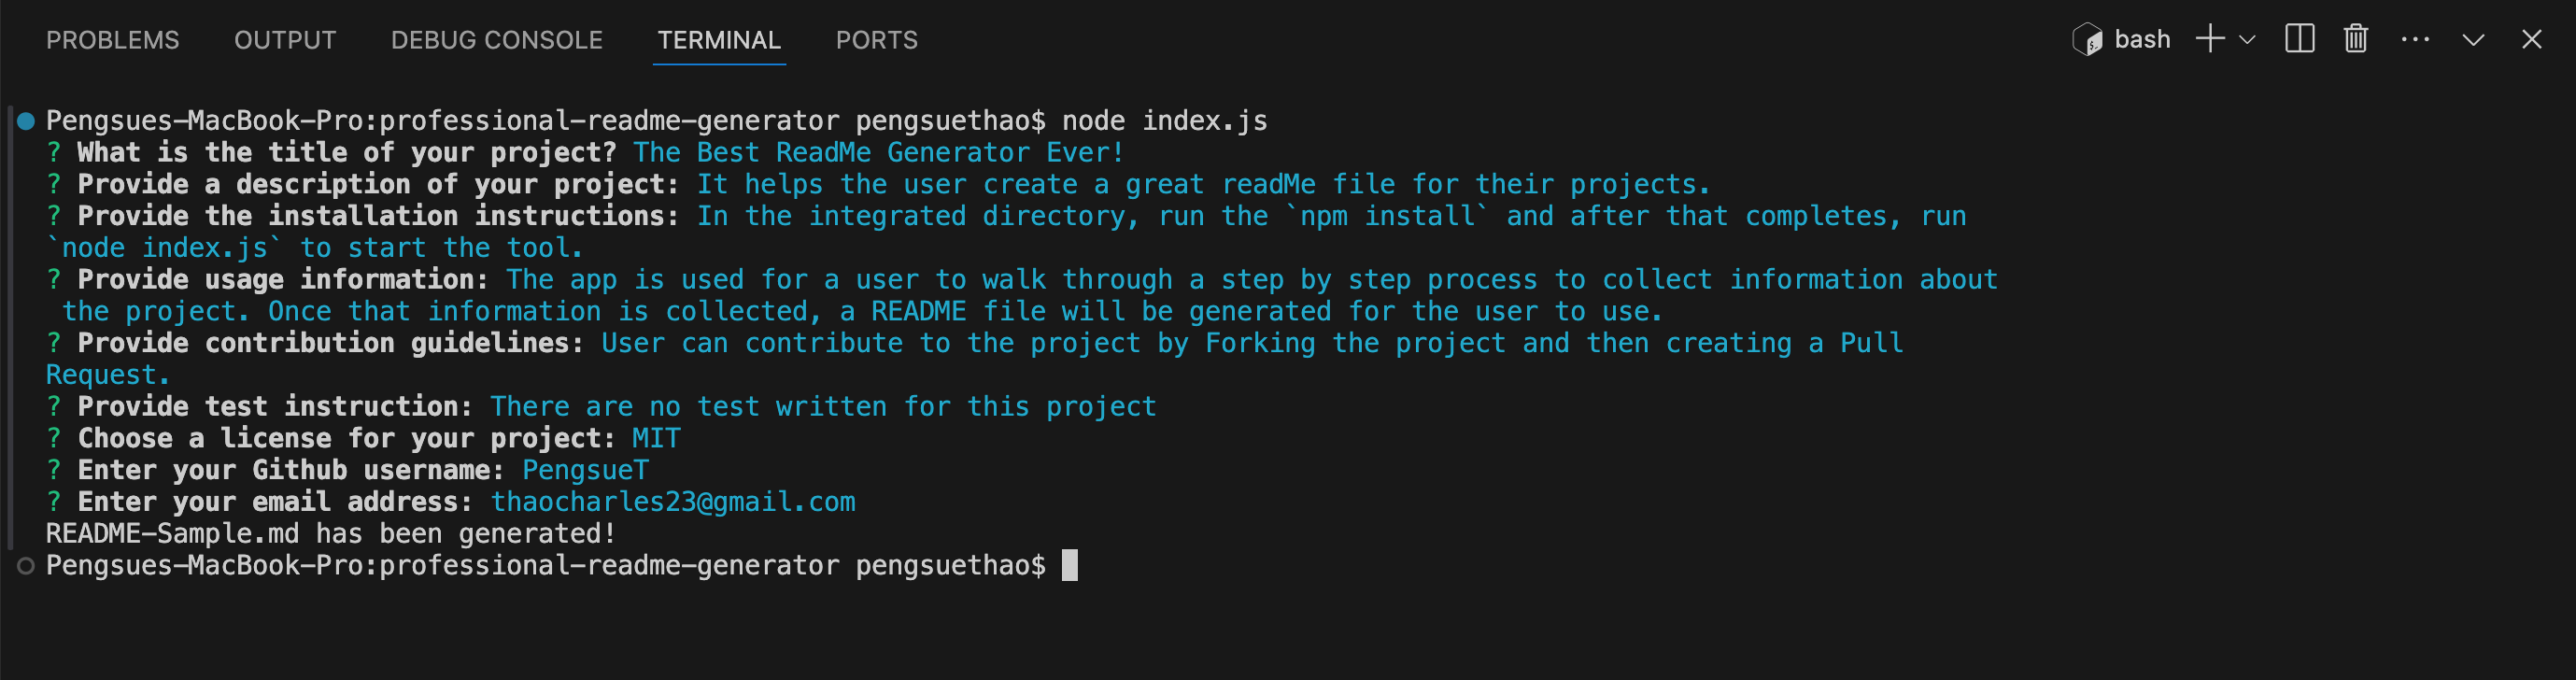 PROBLEMS OUTPUT DEBUG CONSOLE TERMINAL PORTS bash
Pengsues-MacBook-Pro:professional-readme-generator pengsuethao$ node index.js
? What is the title of your project? The Best ReadMe Generator Ever!
? Provide a description of your project: It helps the user create a great readMe file for their projects.
? Provide the installation instructions: In the integrated directory, run the `npm install` and after that completes, run
`node index.js` to start the tool.
? Provide usage information: The app is used for a user to walk through a step by step process to collect information about
the project. Once that information is collected, a README file will be generated for the user to use.
? Provide contribution guidelines: User can contribute to the project by Forking the project and then creating a Pull
Request.
? Provide test instruction: There are no test written for this project
? Choose a license for your project: MIT
? Enter your Github username: PengsueT
? Enter your email address: thaocharles23@gmail.com
README-Sample.md has been generated!
Pengsues-MacBook-Pro:professional-readme-generator pengsuethao$